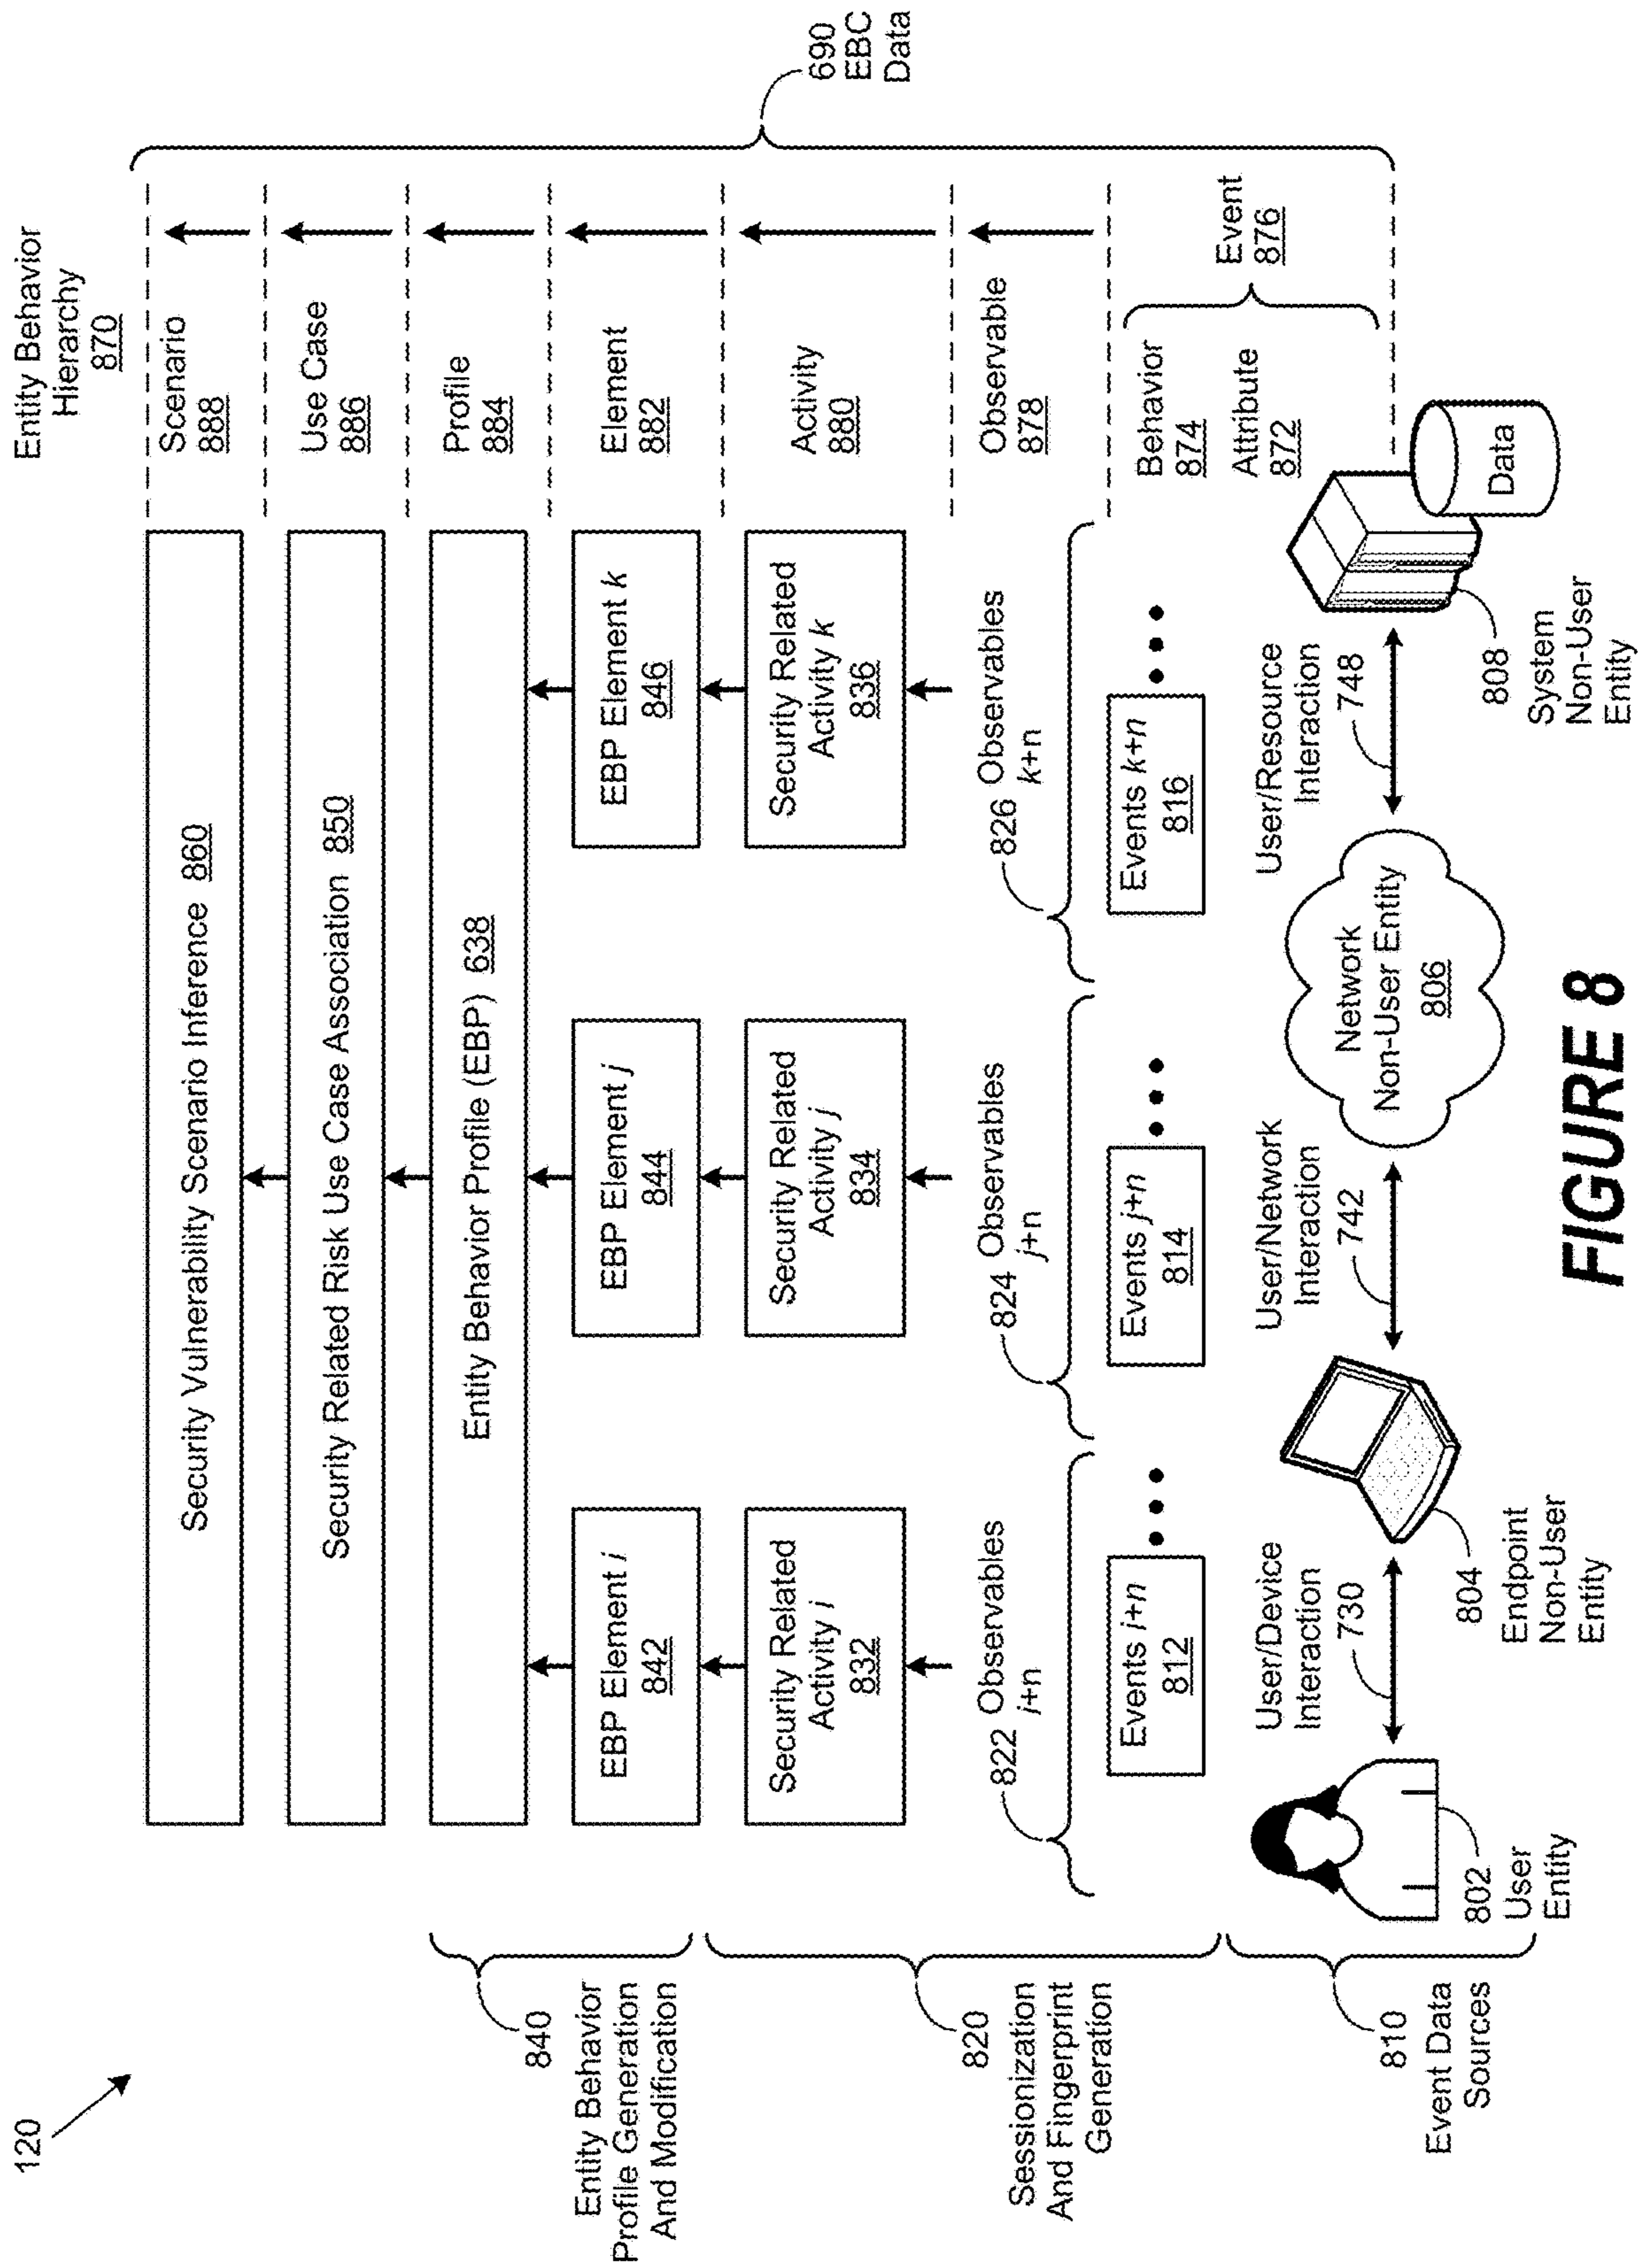 120
Entity Behavior
Hierarchy
870
Security Vulnerability Scenario Inference 860
Scenario
888
Security Related Risk Use Case Association 850
Use Case
886
690
EBC
Data
840
Entity Behavior
Profile Generation
And Modification
Entity Behavior Profile (EBP) 638
Profile
884
EBP Element i
842
EBP Element j
844
EBP Element k
846
Element
882
820
Sessionization
And Fingerprint
Generation
Security Related
Activity i
832
Security Related
Activity j
834
Security Related
Activity k
836
Activity
880
822 Observables
i+n
824 Observables
j+n
826 Observables
k+n
Observable
878
Events i+n
812
Events j+n
814
Events k+n
816
Behavior
874
Attribute
872
Event
876
810
Event Data
Sources
User/Device
Interaction
730
User/Network
Interaction
742
Network
Non-User Entity
806
User/Resource
Interaction
748
Data
802
User
Entity
804
Endpoint
Non-User
Entity
808
System
Non-User
Entity
FIGURE 8